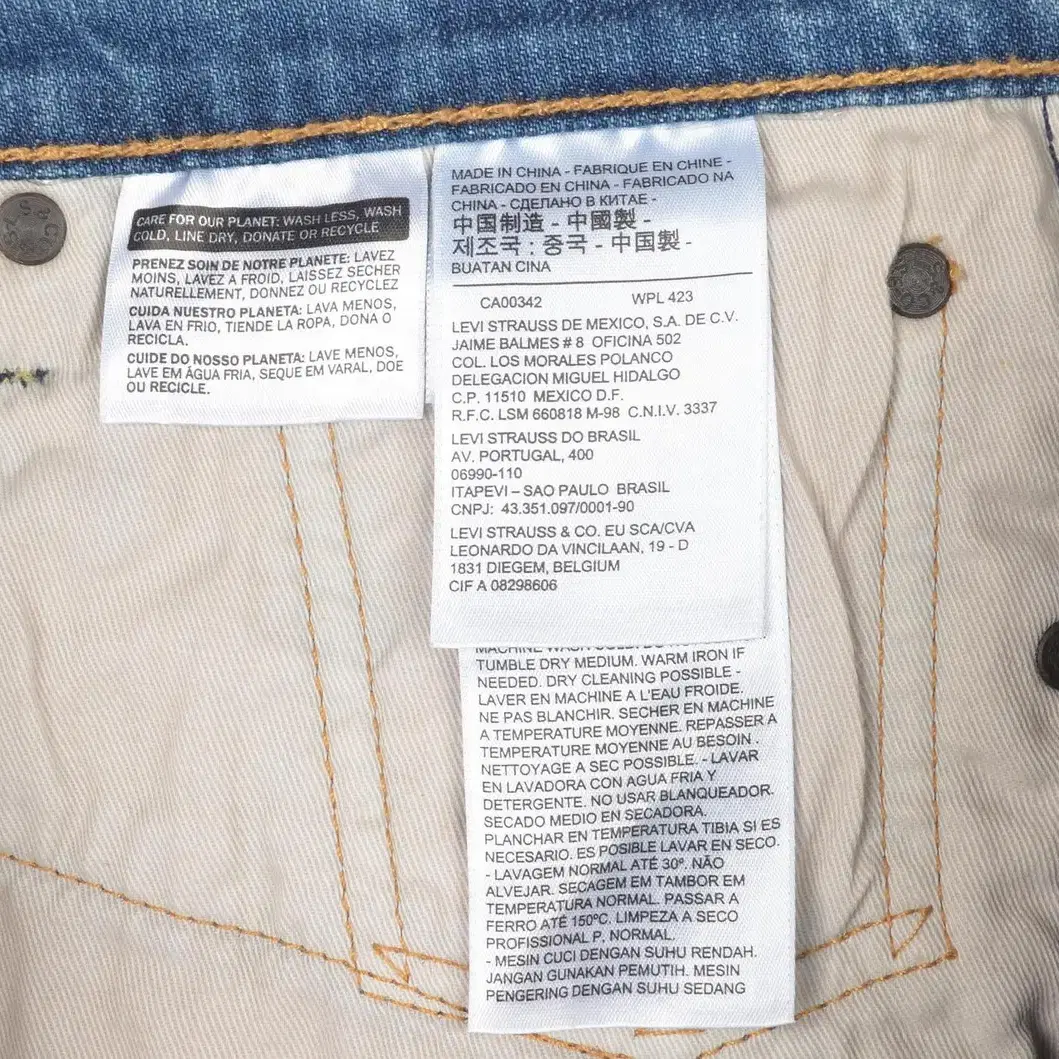 CARE FOR OUR PLANET: WASH LESS, WASH
COLD, LINE DRY, DONATE OR RECYCLE
PRENEZ SOIN DE NOTRE PLANETE: LAVEZ
MOINS, LAVEZ A FROID, LAISSEZ SECHER
NATURELLEMENT, DONNEZ OU RECYCLEZ
CUIDA NUESTRO PLANETA: LAVA MENOS,
LAVA EN FRIO, TIENDE LA ROPA, DONA O
RECICLA.
CUIDE DO NOSSO PLANETA: LAVE MENOS,
LAVE EM ÁGUA FRIA, SEQUE EM VARAL, DOE
OU RECICLE.
MADE IN CHINA - FABRIQUE EN CHINE -
FABRICADO EN CHINA - FABRICADO NA
CHINA - СДЕЛАНО В КИТАЕ -
中国制造 - 中國製 -
제조국 : 중국 - 中国製 -
BUATAN CINA
CA00342 WPL 423
LEVI STRAUSS DE MEXICO, S.A. DE C.V.
JAIME BALMES # 8 OFICINA 502
COL. LOS MORALES POLANCO
DELEGACION MIGUEL HIDALGO
C.P. 11510 MEXICO D.F.
R.F.C. LSM 660818 M-98 C.N.I.V. 3337
LEVI STRAUSS DO BRASIL
AV. PORTUGAL, 400
06990-110
ITAPEVI – SAO PAULO BRASIL
CNPJ: 43.351.097/0001-90
LEVI STRAUSS & CO. EU SCA/CVA
LEONARDO DA VINCILAAN, 19 - D
1831 DIEGEM, BELGIUM
CIF A 08298606
MACHINE WASH COLD. DO
TUMBLE DRY MEDIUM. WARM IRON IF
NEEDED. DRY CLEANING POSSIBLE -
LAVER EN MACHINE A L'EAU FROIDE.
NE PAS BLANCHIR. SECHER EN MACHINE
A TEMPERATURE MOYENNE. REPASSER A
TEMPERATURE MOYENNE AU BESOIN .
NETTOYAGE A SEC POSSIBLE. - LAVAR
EN LAVADORA CON AGUA FRIA Y
DETERGENTE. NO USAR BLANQUEADOR.
SECADO MEDIO EN SECADORA.
PLANCHAR EN TEMPERATURA TIBIA SI ES
NECESARIO. ES POSIBLE LAVAR EN SECO.
- LAVAGEM NORMAL ATÉ 30º. NÃO
ALVEJAR. SECAGEM EM TAMBOR EM
TEMPERATURA NORMAL. PASSAR A
FERRO ATÉ 150ºC. LIMPEZA A SECO
PROFISSIONAL P, NORMAL.
- MESIN CUCI DENGAN SUHU RENDAH.
JANGAN GUNAKAN PEMUTIH. MESIN
PENGERING DENGAN SUHU SEDANG